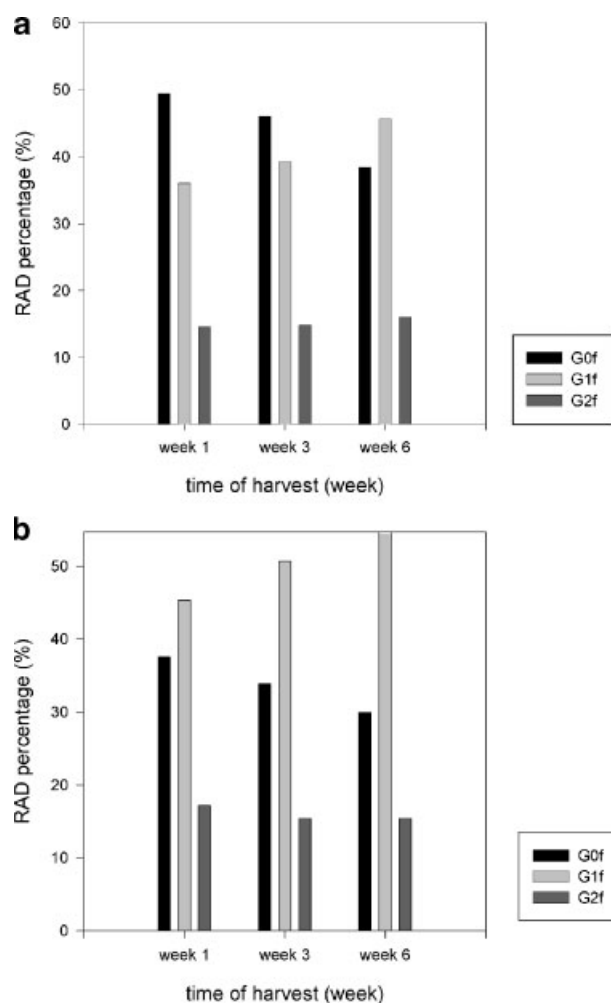 a
60
50
40
30
20
10
0
RAD percentage (%)
week 1 week 3 week 6
time of harvest (week)
G0f
G1f
G2f
b
50
40
30
20
10
0
RAD percentage (%)
week 1 week 3 week 6
time of harvest (week)
G0f
G1f
G2f